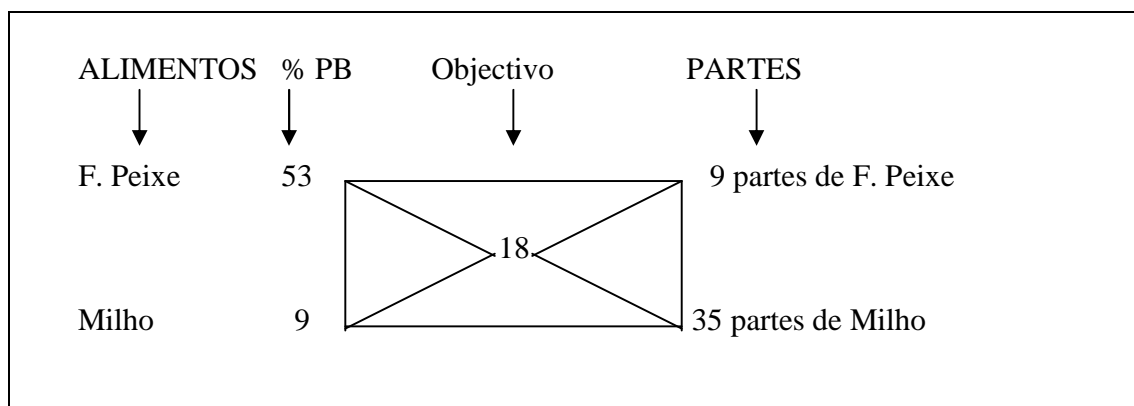 ALIMENTOS % PB Objectivo PARTES
F. Peixe 53 9 partes de F. Peixe
18
Milho 9 35 partes de Milho